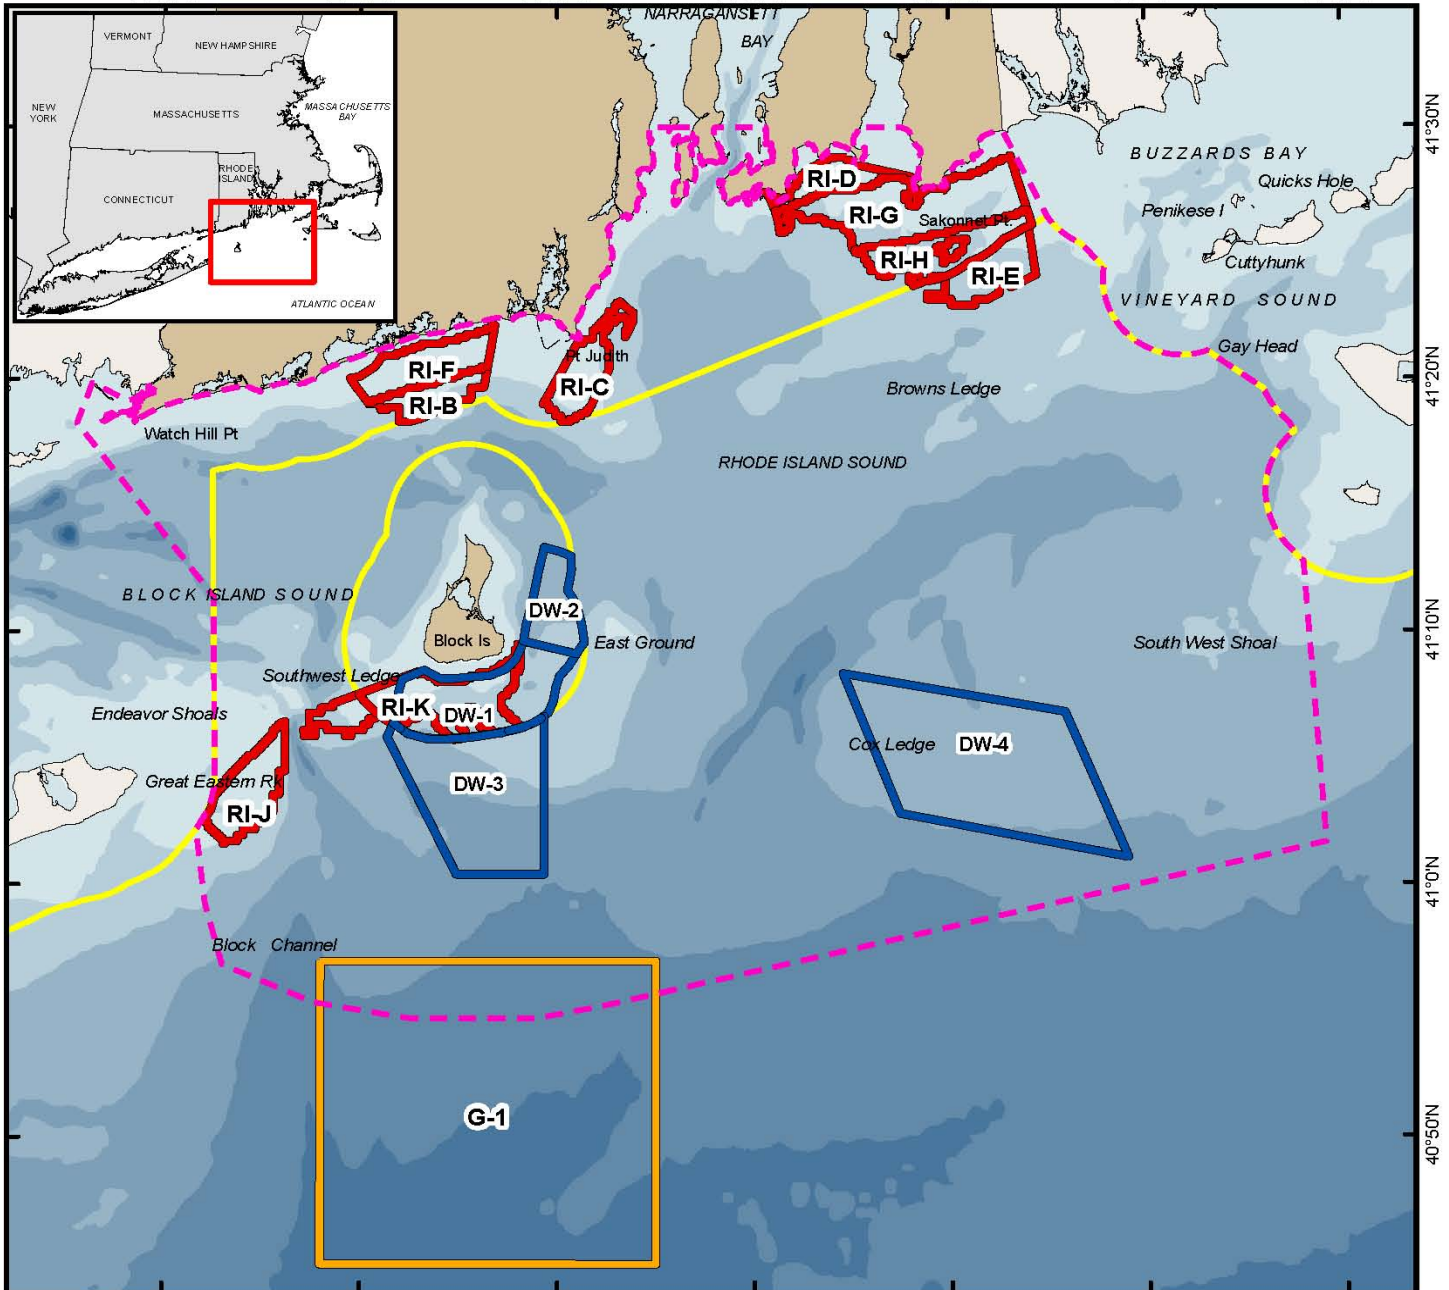 NARRAGANSETT
BAY
VERMONT
NEW HAMPSHIRE
NEW
YORK
MASSACHUSETTS
MASSACHUSETTS
BAY
RHODE
ISLAND
CONNECTICUT
ATLANTIC OCEAN
41°30'N
BUZZARDS BAY
Quicks Hole
Penikese I
Cuttyhunk
VINEYARD SOUND
Gay Head
RI-D
RI-G
Sakonnet Pt.
RI-H
RI-E
Pt Judith
RI-F
RI-C
RI-B
41°20'N
Browns Ledge
Watch Hill Pt
RHODE ISLAND SOUND
BLOCK ISLAND SOUND
DW-2
Block Is
East Ground
South West Shoal
41°10'N
Southwest Ledge
Endeavor Shoals
RI-K
DW-1
Cox Ledge
DW-4
Great Eastern Rk
DW-3
RI-J
41°0'N
Block Channel
G-1
40°50'N